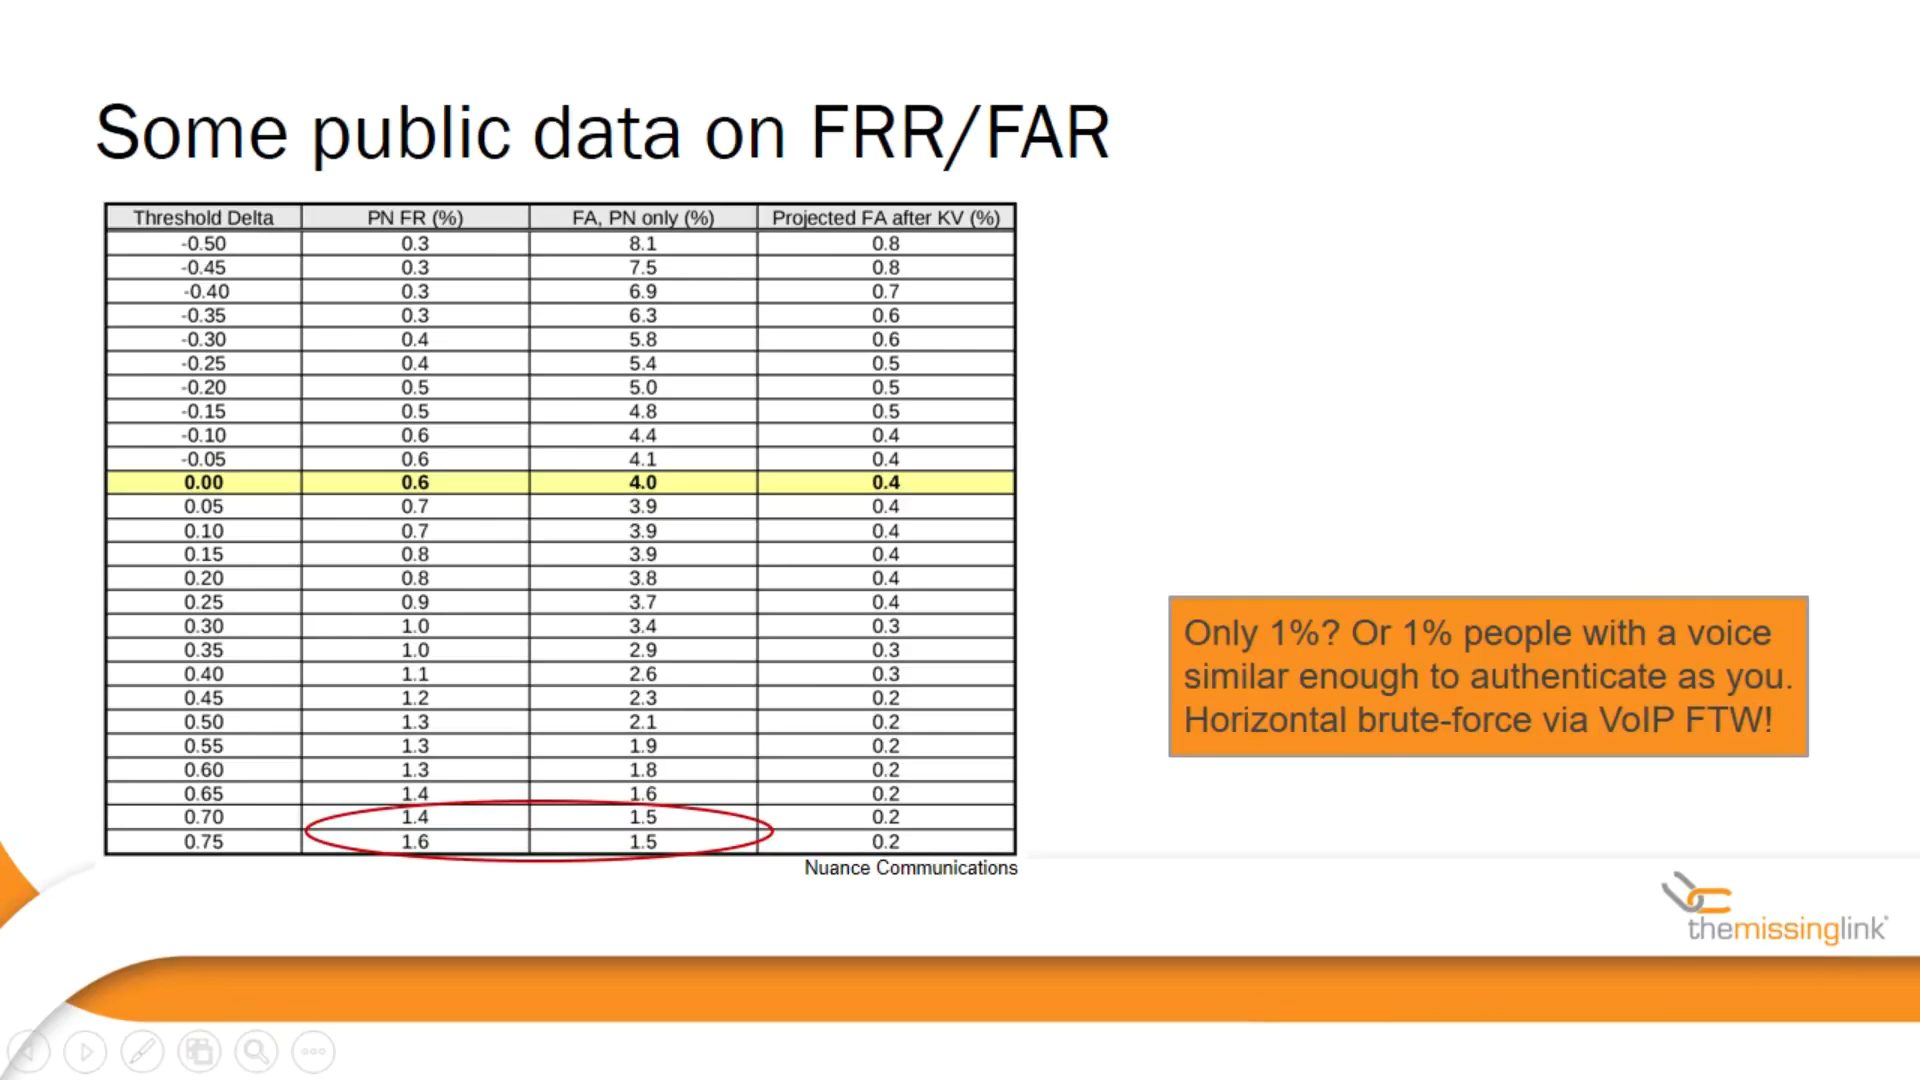 Some public data on FRR/FAR
Threshold Delta PN FR (%) FA, PN only (%) Projected FA after KV (%)
-0.50 0.3 8.1 0.8
-0.45 0.3 7.5 0.8
-0.40 0.3 6.9 0.7
-0.35 0.3 6.3 0.6
-0.30 0.4 5.8 0.6
-0.25 0.4 5.4 0.5
-0.20 0.5 5.0 0.5
-0.15 0.5 4.8 0.5
-0.10 0.6 4.4 0.4
-0.05 0.6 4.1 0.4
0.00 0.6 4.0 0.4
0.05 0.7 3.9 0.4
0.10 0.7 3.9 0.4
0.15 0.8 3.9 0.4
0.20 0.8 3.8 0.4
0.25 0.9 3.7 0.4
0.30 1.0 3.4 0.3
0.35 1.0 2.9 0.3
0.40 1.1 2.6 0.3
0.45 1.2 2.3 0.2
0.50 1.3 2.1 0.2
0.55 1.3 1.9 0.2
0.60 1.3 1.8 0.2
0.65 1.4 1.6 0.2
0.70 1.4 1.5 0.2
0.75 1.6 1.5 0.2
Nuance Communications
Only 1%? Or 1% people with a voice
similar enough to authenticate as you.
Horizontal brute-force via VoIP FTW!
themissinglink